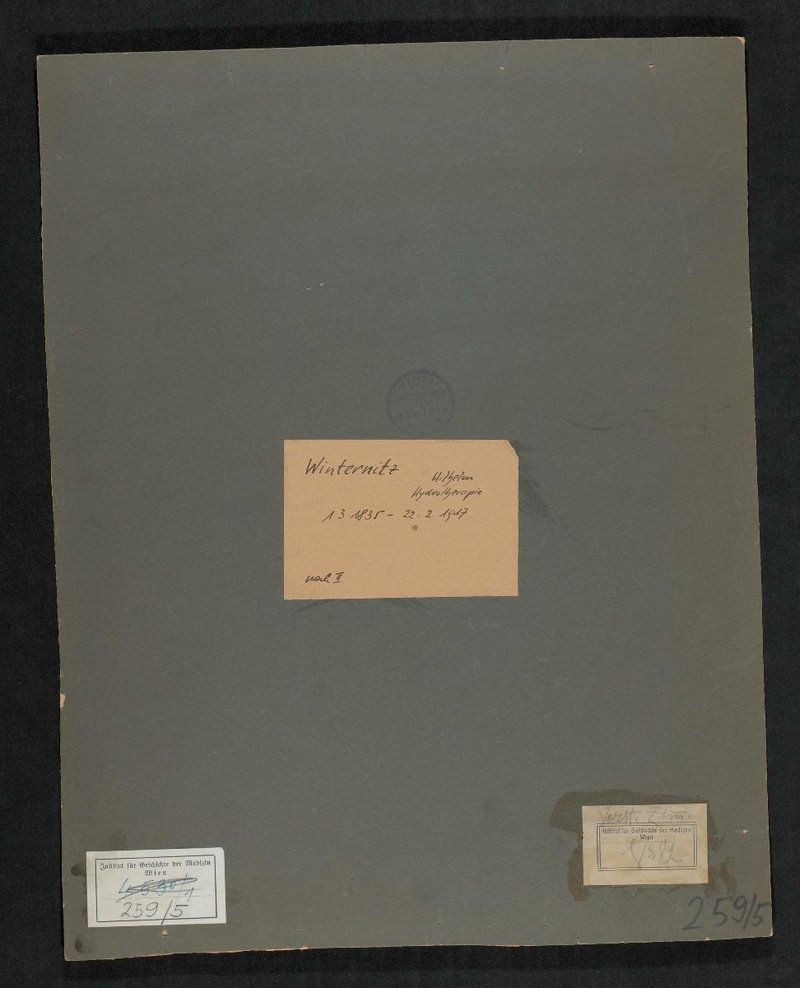 Winternitz
Wilhelm
Hydrotherapie
1.3.1835 – 22.2.1917
Institut für Geschichte der Medizin
Wien
259/5
Institut für Geschichte der Medizin
Wien
259/5